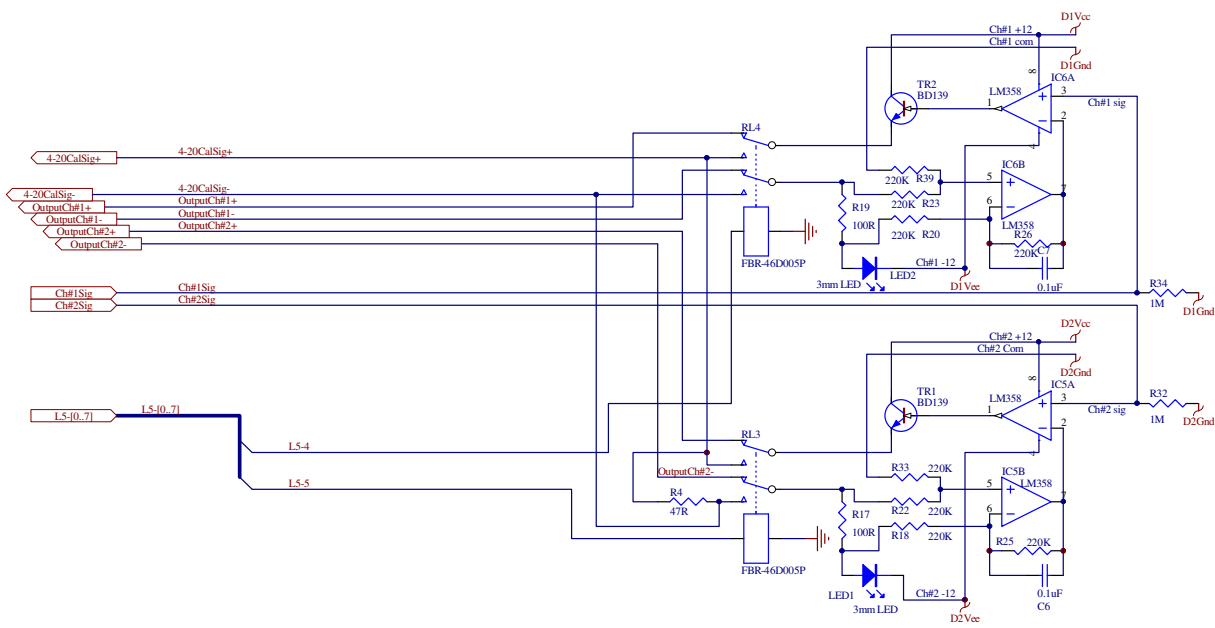 D1Vcc
Ch#1 +12
Ch#1 com
D1Gnd
8
IC6A
TR2
BD139
LM358
1
3
Ch#1 sig
2
4
RL4
4-20CalSig+
4-20CalSig+
IC6B
5
220K
R39
4-20CalSig-
4-20CalSig-
OutputCh#1+
OutputCh#1+
OutputCh#1-
OutputCh#1-
OutputCh#2+
OutputCh#2+
OutputCh#2-
R19
100R
220K
R23
6
7
LM358
220K
R20
R26
220K
C7
FBR-46D005P
Ch#1 -12
LED2
3mm LED
D1Vee
0.1uF
Ch#1Sig
Ch#1Sig
Ch#2Sig
Ch#2Sig
R34
1M
D1Gnd
D2Vcc
Ch#2 +12
Ch#2 Com
D2Gnd
8
IC5A
TR1
BD139
LM358
1
3
Ch#2 sig
2
4
R32
1M
D2Gnd
L5-[0..7]
L5-[0..7]
L5-4
RL3
OutputCh#2-
L5-5
R4
47R
R33
220K
IC5B
5
LM358
R22
220K
6
7
R17
100R
R18
220K
R25
220K
FBR-46D005P
LED1
3mm LED
Ch#2 -12
D2Vee
0.1uF
C6